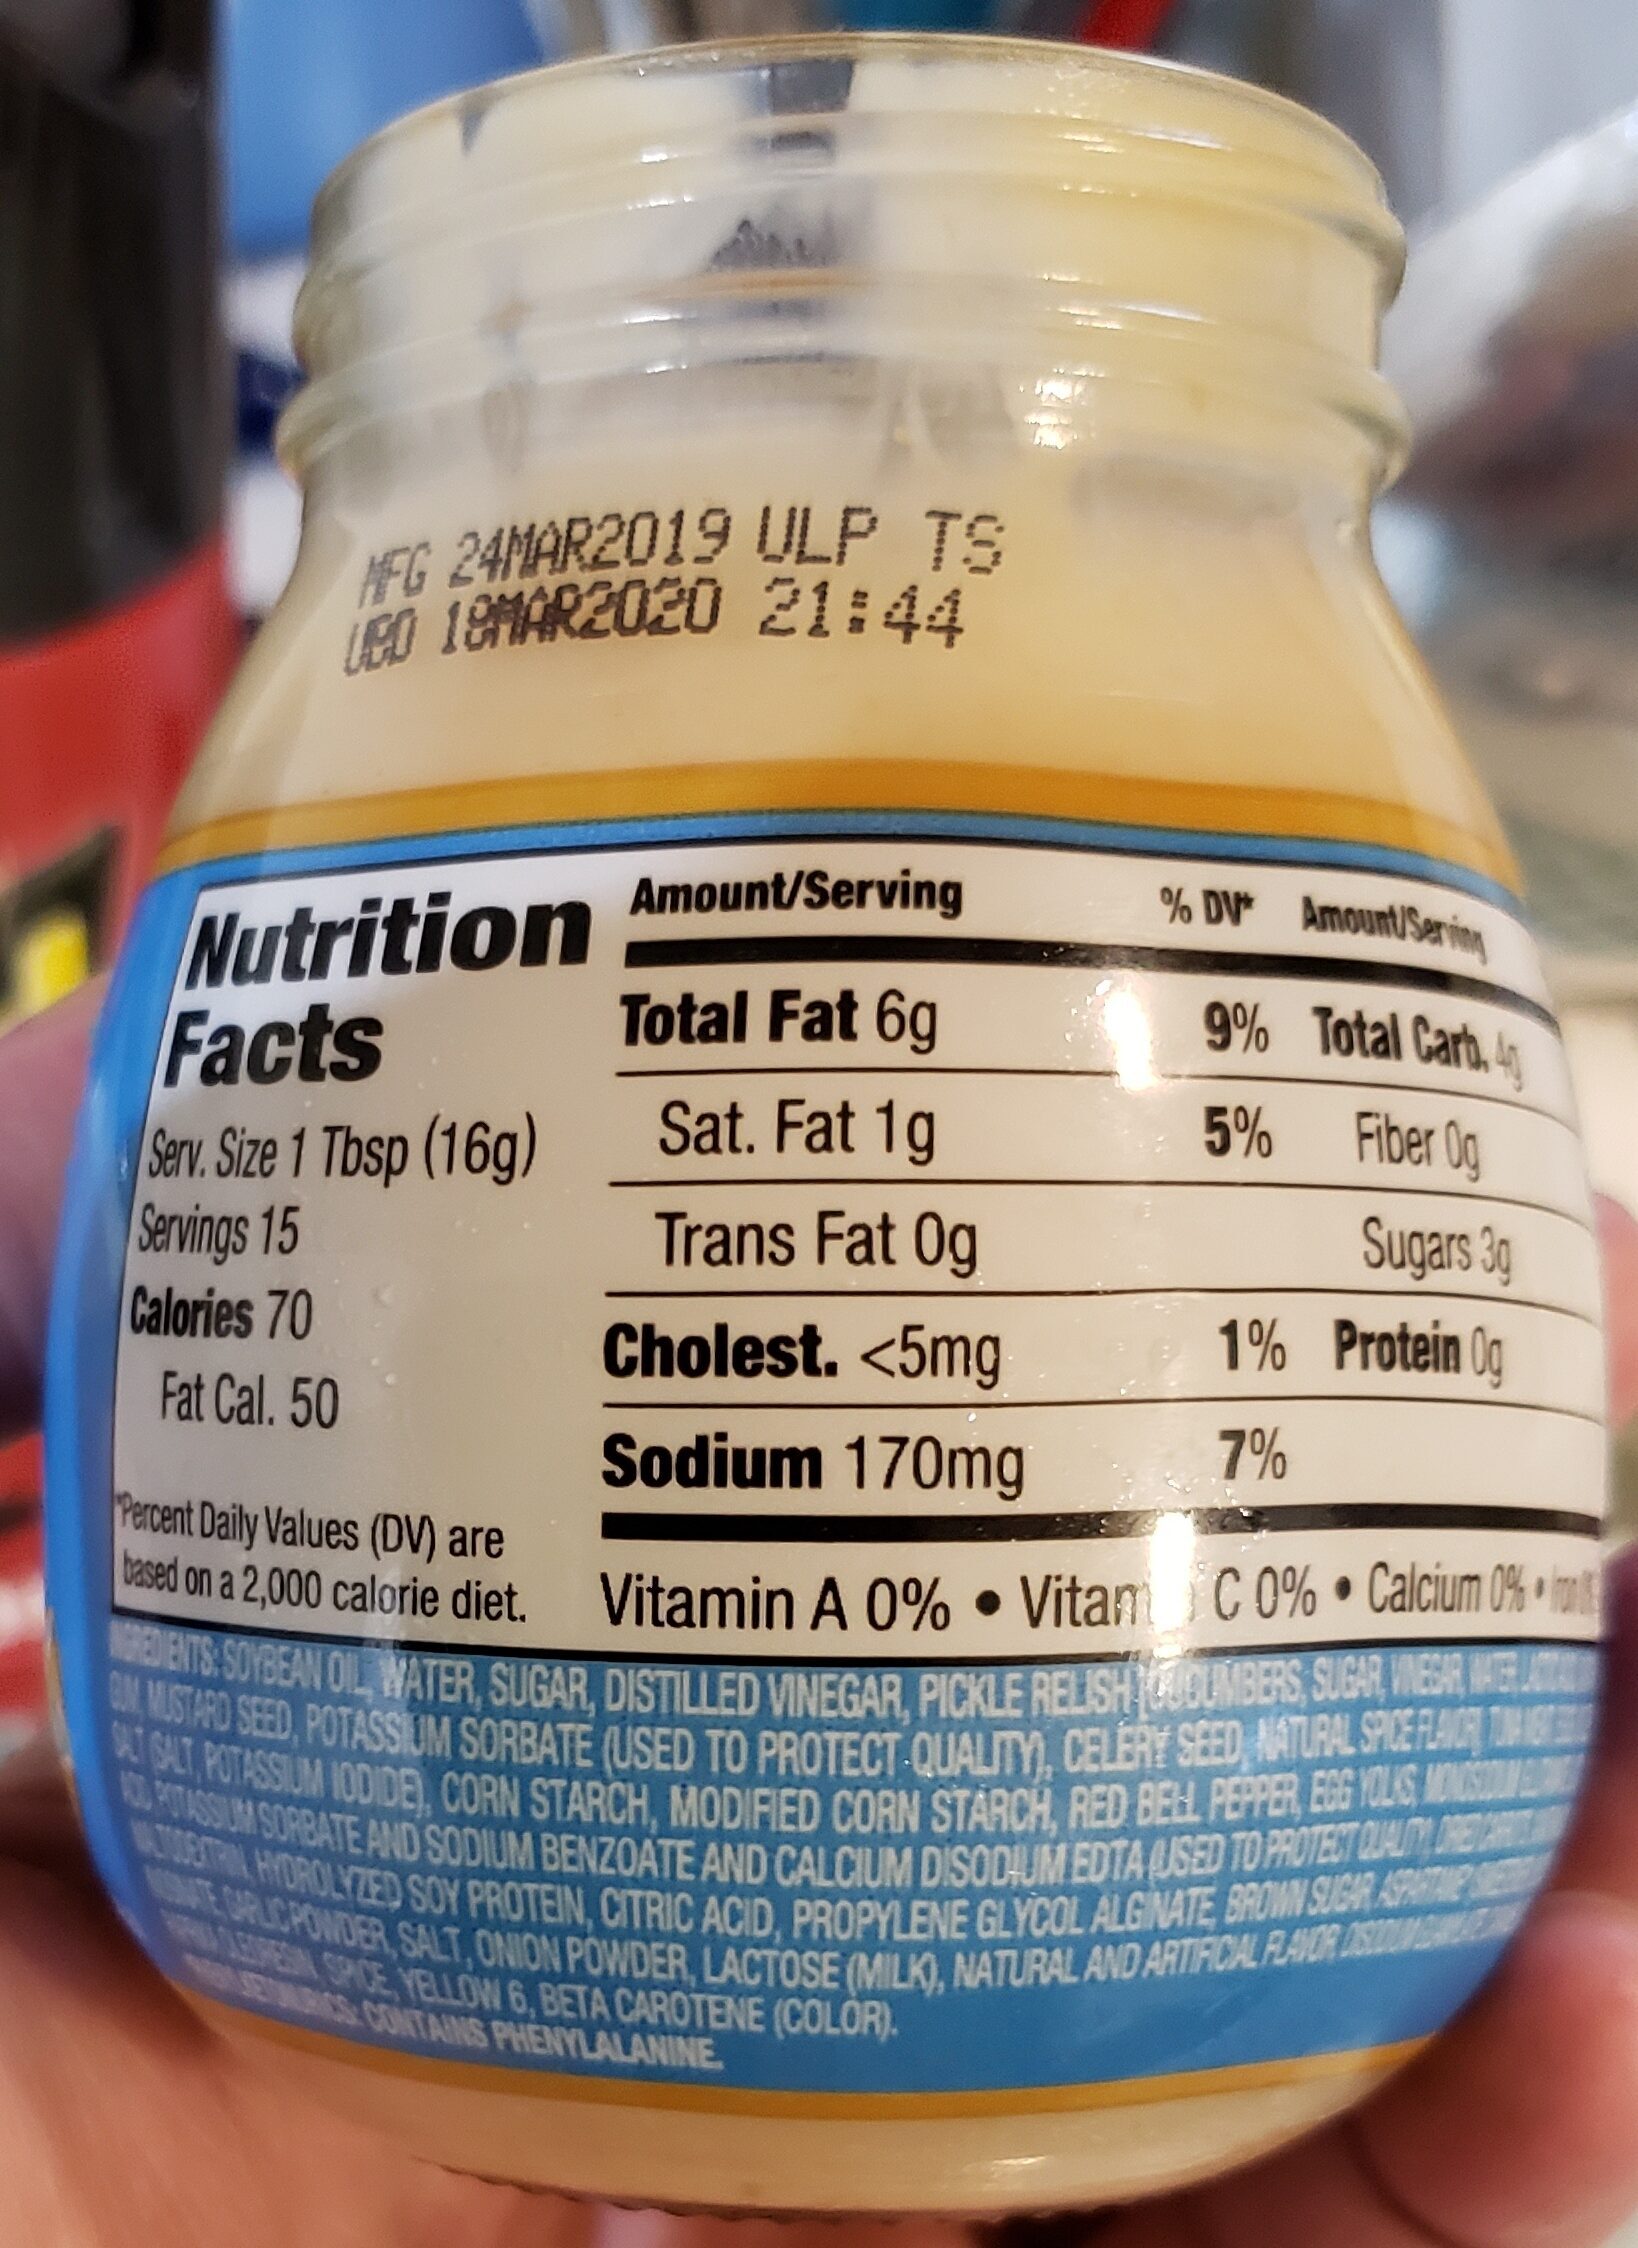 MFG 24MAR2019 ULP TS
UBD 18MAR2020 21:44
Nutrition
Facts
Serv. Size 1 Tbsp (16g)
Servings 15
Calories 70
Fat Cal. 50
*Percent Daily Values (DV) are
based on a 2,000 calorie diet.
Amount/Serving % DV* Amount/Serving
Total Fat 6g 9% Total Carb. 4g
Sat. Fat 1g 5% Fiber 0g
Trans Fat 0g Sugars 3g
Cholest. <5mg 1% Protein 0g
Sodium 170mg 7%
Vitamin A 0% • Vitam C 0% • Calcium 0% • Iron 0%
INGREDIENTS: SOYBEAN OIL, WATER, SUGAR, DISTILLED VINEGAR, PICKLE RELISH [CUCUMBERS, SUGAR, VINEGAR, WATER,
GUM, MUSTARD SEED, POTASSIUM SORBATE (USED TO PROTECT QUALITY), CELERY SEED, NATURAL SPICE FLAVOR,
SALT (SALT, POTASSIUM IODIDE), CORN STARCH, MODIFIED CORN STARCH, RED BELL PEPPER, EGG YOLKS, MONOSODIUM
ACID POTASSIUM SORBATE AND SODIUM BENZOATE AND CALCIUM DISODIUM EDTA (USED TO PROTECT QUALITY),
MALTODEXTRIN, HYDROLYZED SOY PROTEIN, CITRIC ACID, PROPYLENE GLYCOL ALGINATE, BROWN SUGAR, ASPARTAME
GARLIC POWDER, SALT, ONION POWDER, LACTOSE (MILK), NATURAL AND ARTIFICIAL FLAVOR, DISODIUM
OLEORESIN, SPICE, YELLOW 6, BETA CAROTENE (COLOR).
CONTAINS PHENYLALANINE.